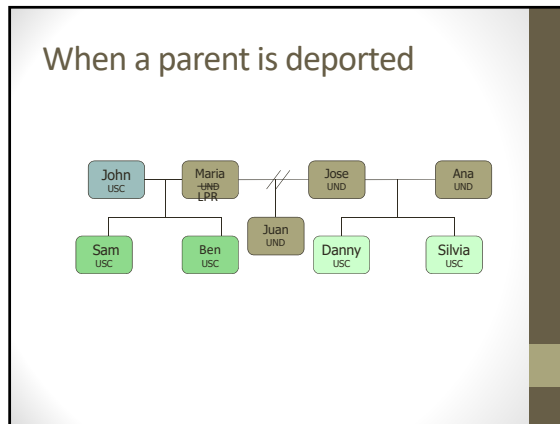 When a parent is deported
John
USC
Maria
UND
LPR
Jose
UND
Ana
UND
Juan
UND
Sam
USC
Ben
USC
Danny
USC
Silvia
USC